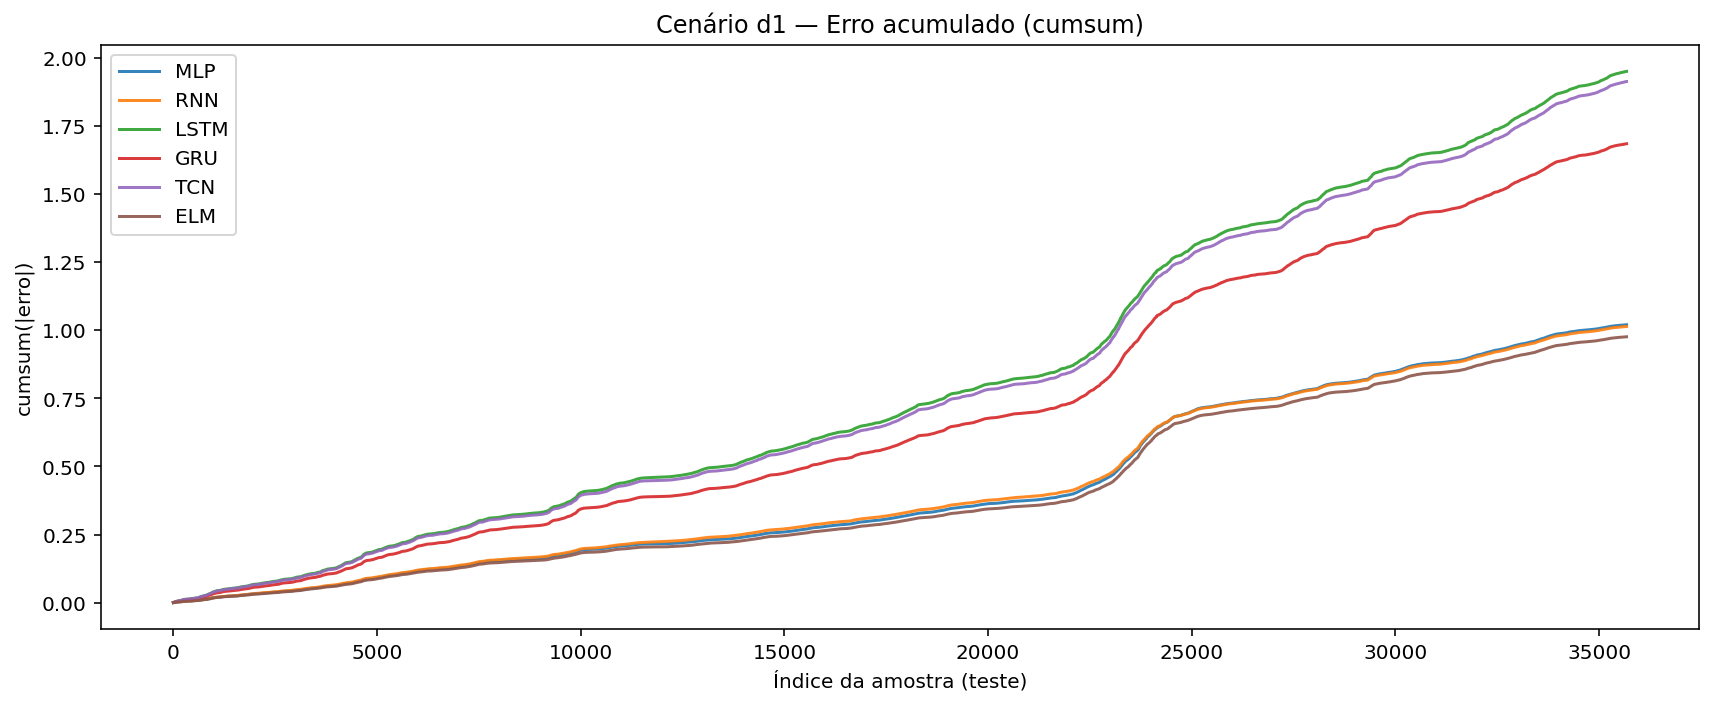 Cenário d1 — Erro acumulado (cumsum)
cumsum(|erro|)
2.00
1.75
1.50
1.25
1.00
0.75
0.50
0.25
0.00
MLP
RNN
LSTM
GRU
TCN
ELM
0 5000 10000 15000 20000 25000 30000 35000
Índice da amostra (teste)